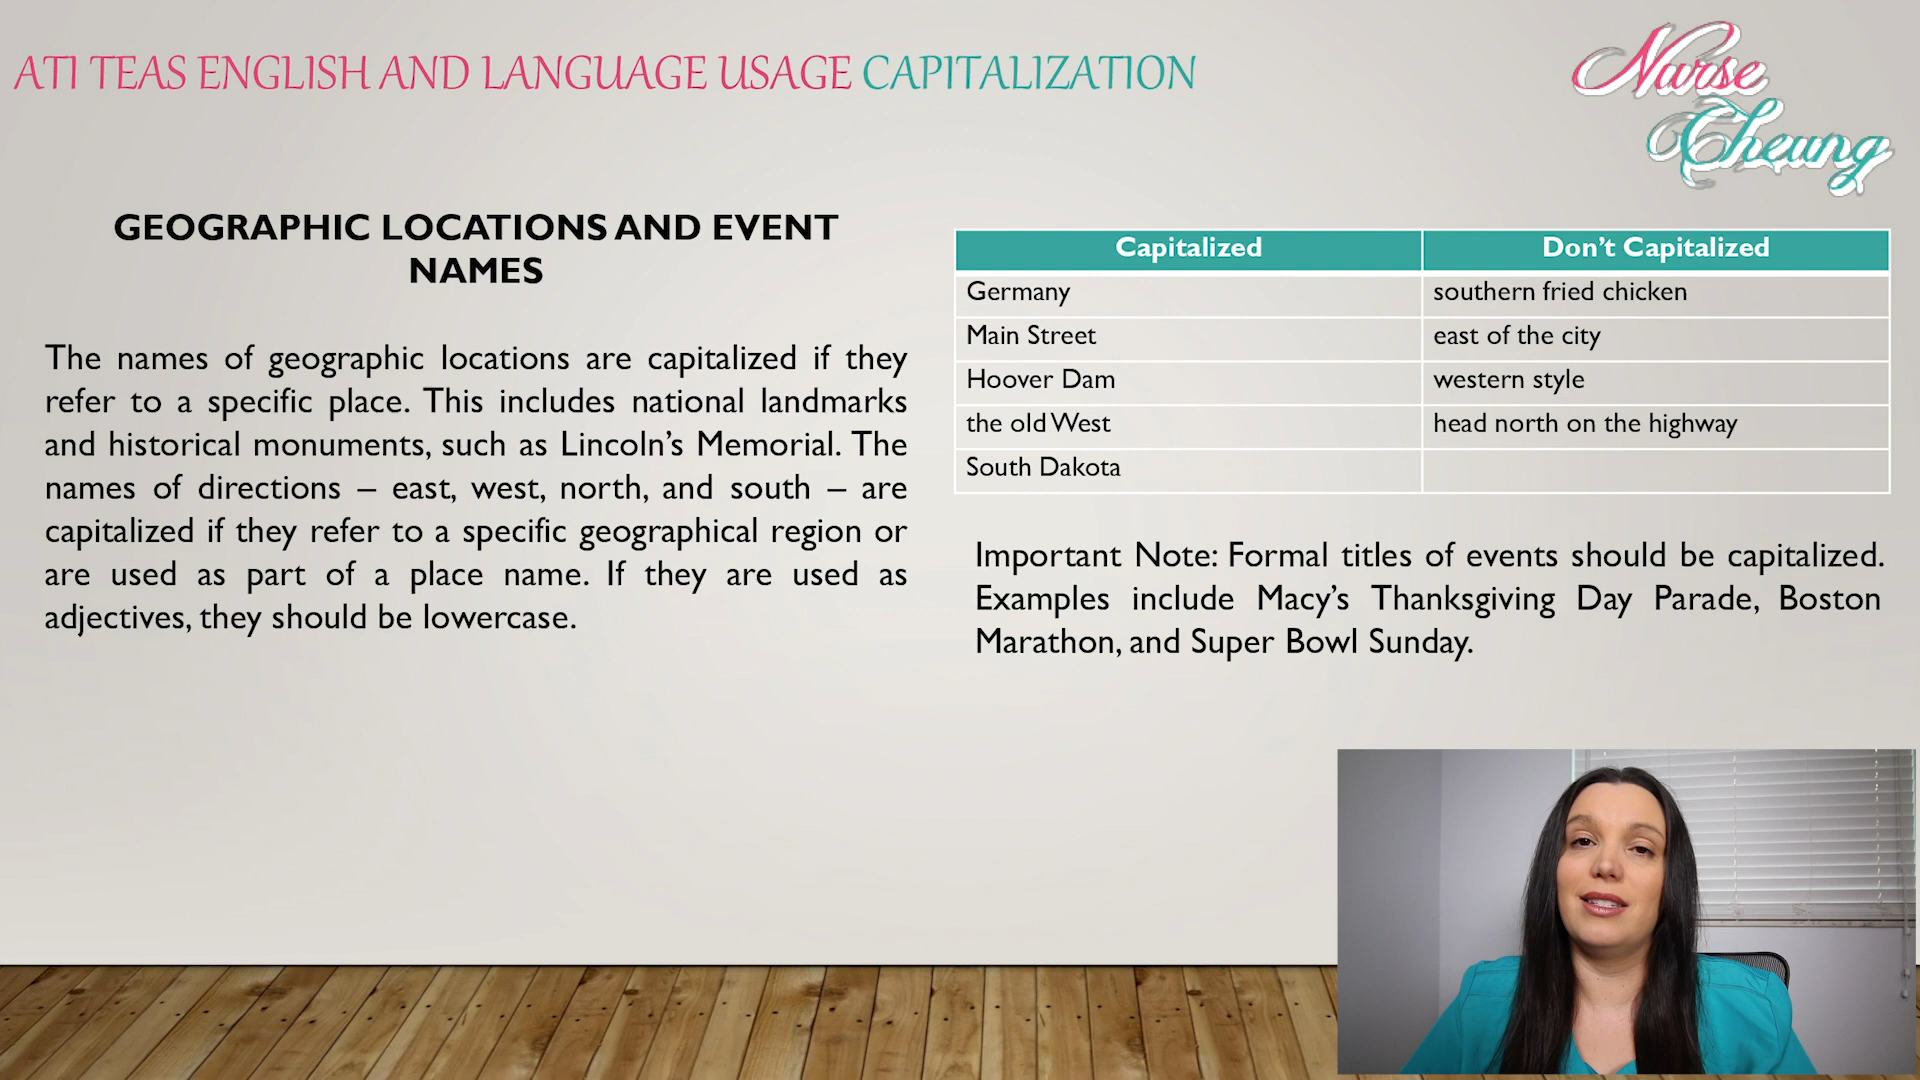 ATI TEAS ENGLISH AND LANGUAGE USAGE CAPITALIZATION
Nurse
Cheung
GEOGRAPHIC LOCATIONS AND EVENT
NAMES
The names of geographic locations are capitalized if they
refer to a specific place. This includes national landmarks
and historical monuments, such as Lincoln’s Memorial. The
names of directions – east, west, north, and south – are
capitalized if they refer to a specific geographical region or
are used as part of a place name. If they are used as
adjectives, they should be lowercase.
Capitalized Don’t Capitalized
Germany southern fried chicken
Main Street east of the city
Hoover Dam western style
the old West head north on the highway
South Dakota
Important Note: Formal titles of events should be capitalized.
Examples include Macy’s Thanksgiving Day Parade, Boston
Marathon, and Super Bowl Sunday.